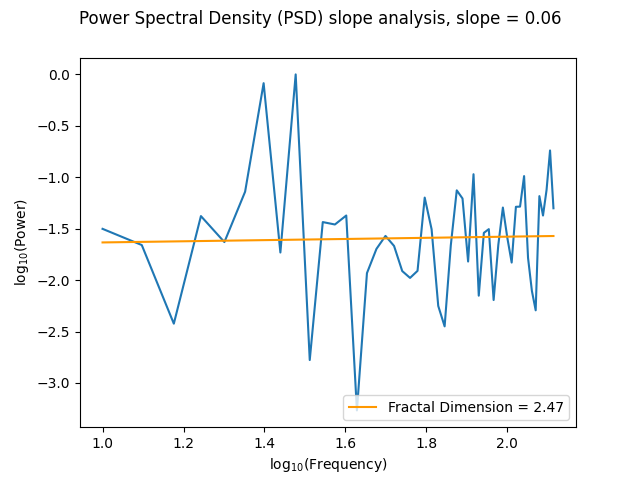 Power Spectral Density (PSD) slope analysis, slope = 0.06
0.0
−0.5
−1.0
−1.5
−2.0
−2.5
−3.0
log10(Power)
Fractal Dimension = 2.47
1.0 1.2 1.4 1.6 1.8 2.0
log10(Frequency)